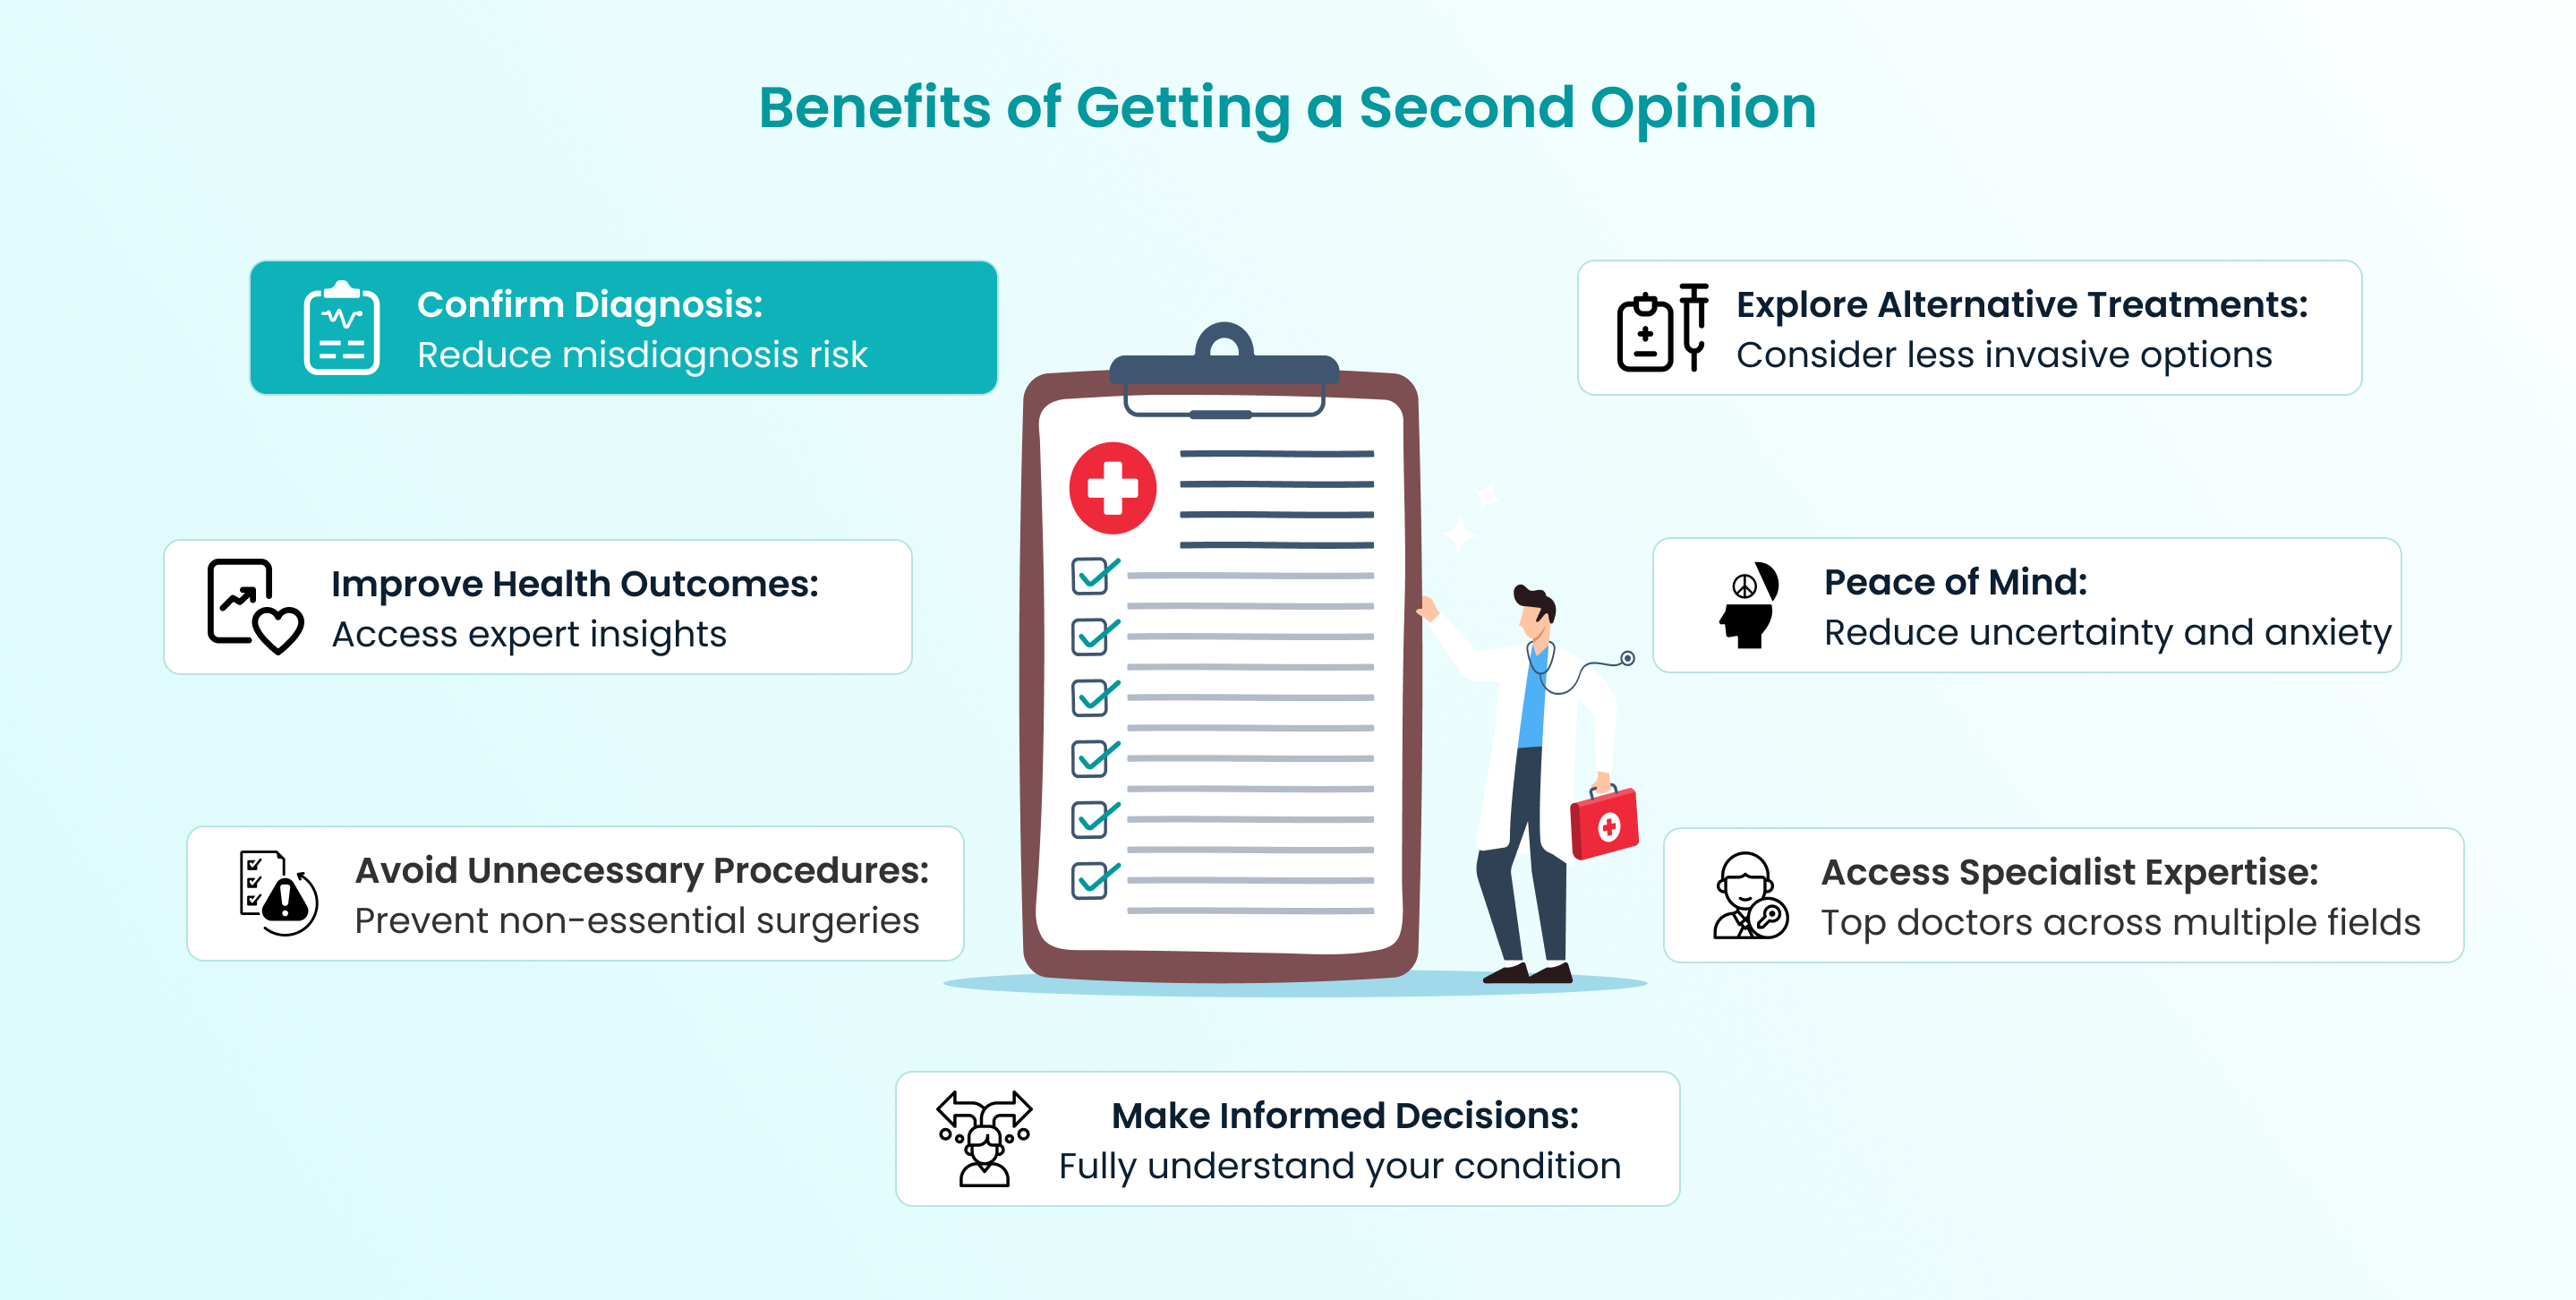 Benefits of Getting a Second Opinion
Confirm Diagnosis:
Reduce misdiagnosis risk
Explore Alternative Treatments:
Consider less invasive options
Improve Health Outcomes:
Access expert insights
Peace of Mind:
Reduce uncertainty and anxiety
Avoid Unnecessary Procedures:
Prevent non-essential surgeries
Access Specialist Expertise:
Top doctors across multiple fields
Make Informed Decisions:
Fully understand your condition